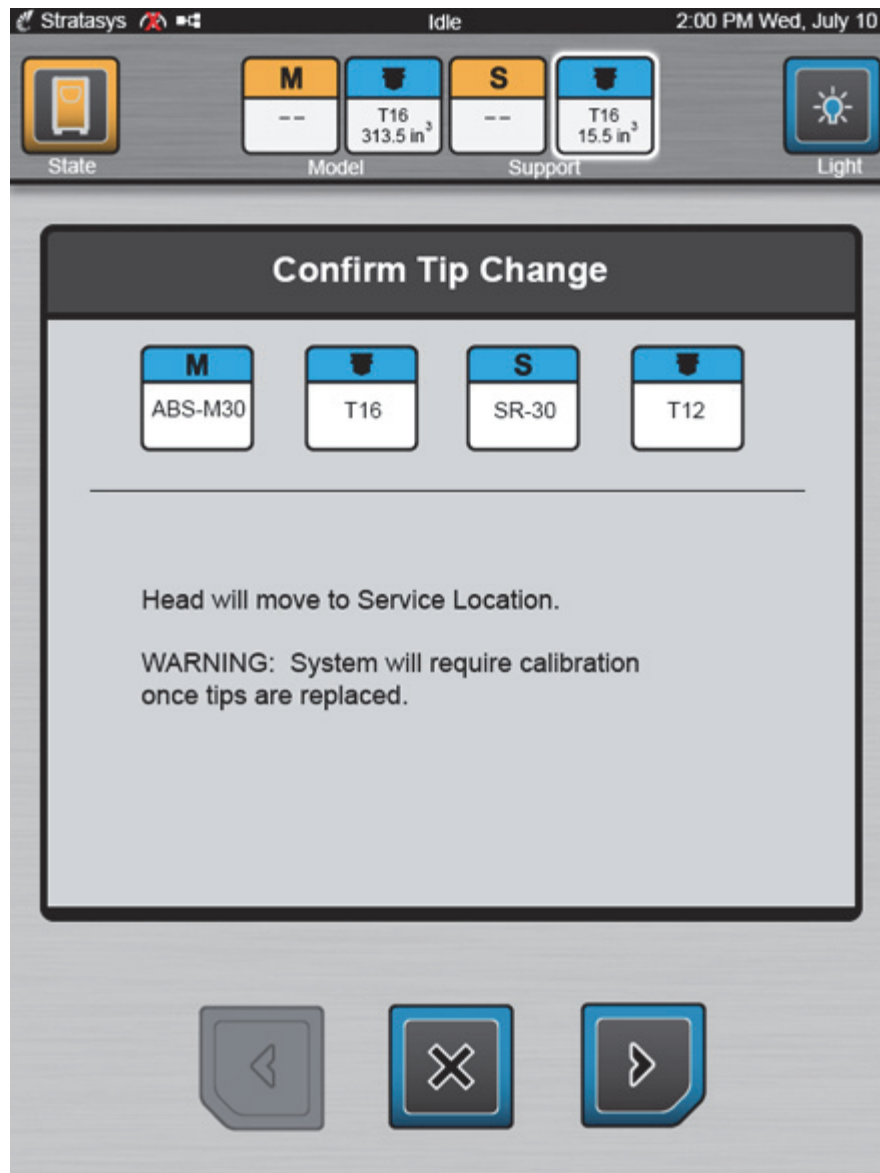 Stratasys Idle 2:00 PM Wed, July 10
M S
-- T16 -- T16
313.5 in³ 15.5 in³
State Model Support Light
Confirm Tip Change
M S
ABS-M30 T16 SR-30 T12
Head will move to Service Location.
WARNING: System will require calibration
once tips are replaced.